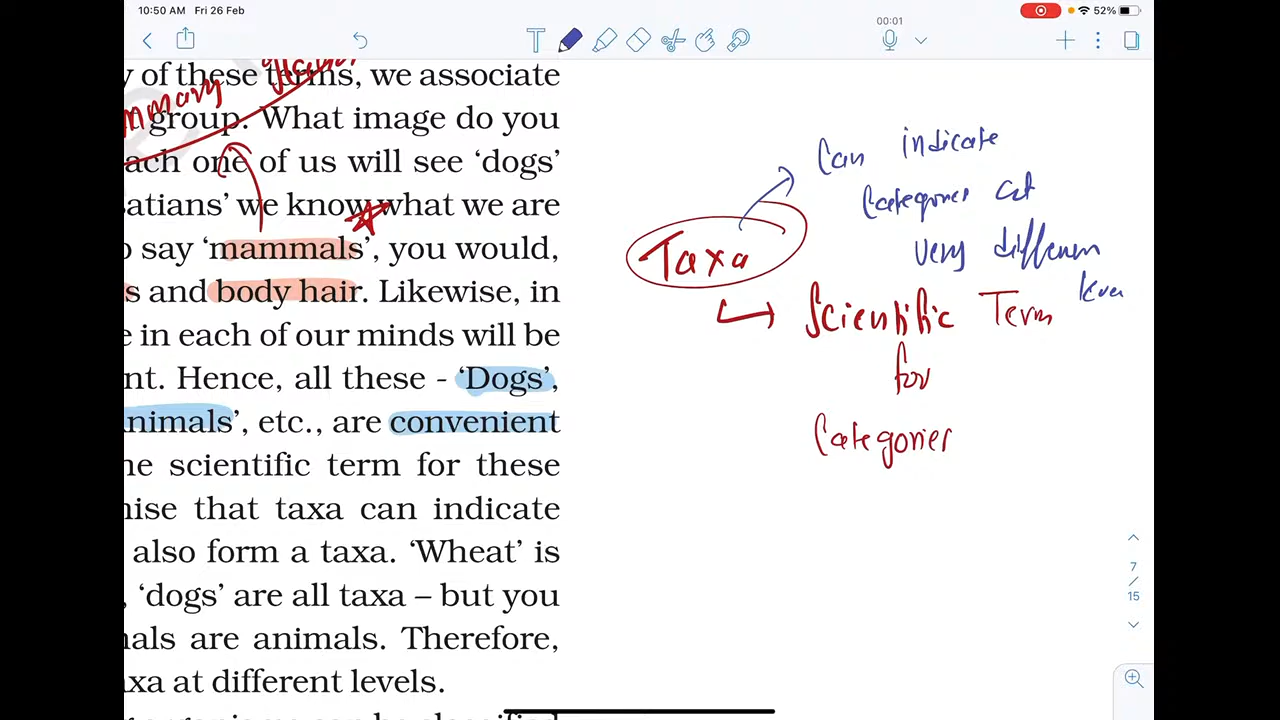 10:50 AM Fri 26 Feb
00:01
52%
y of these terms, we associate
mmary
group. What image do you
ach one of us will see ‘dogs’
satians’ we know what we are
o say ‘mammals’, you would,
s and body hair. Likewise, in
e in each of our minds will be
nt. Hence, all these - ‘Dogs’,
nimals’, etc., are convenient
ne scientific term for these
nise that taxa can indicate
also form a taxa. ‘Wheat’ is
, ‘dogs’ are all taxa – but you
nals are animals. Therefore,
axa at different levels.
Can indicate
Categories at
very different
level
Taxa
Scientific Term
for
Categories
7
/
15